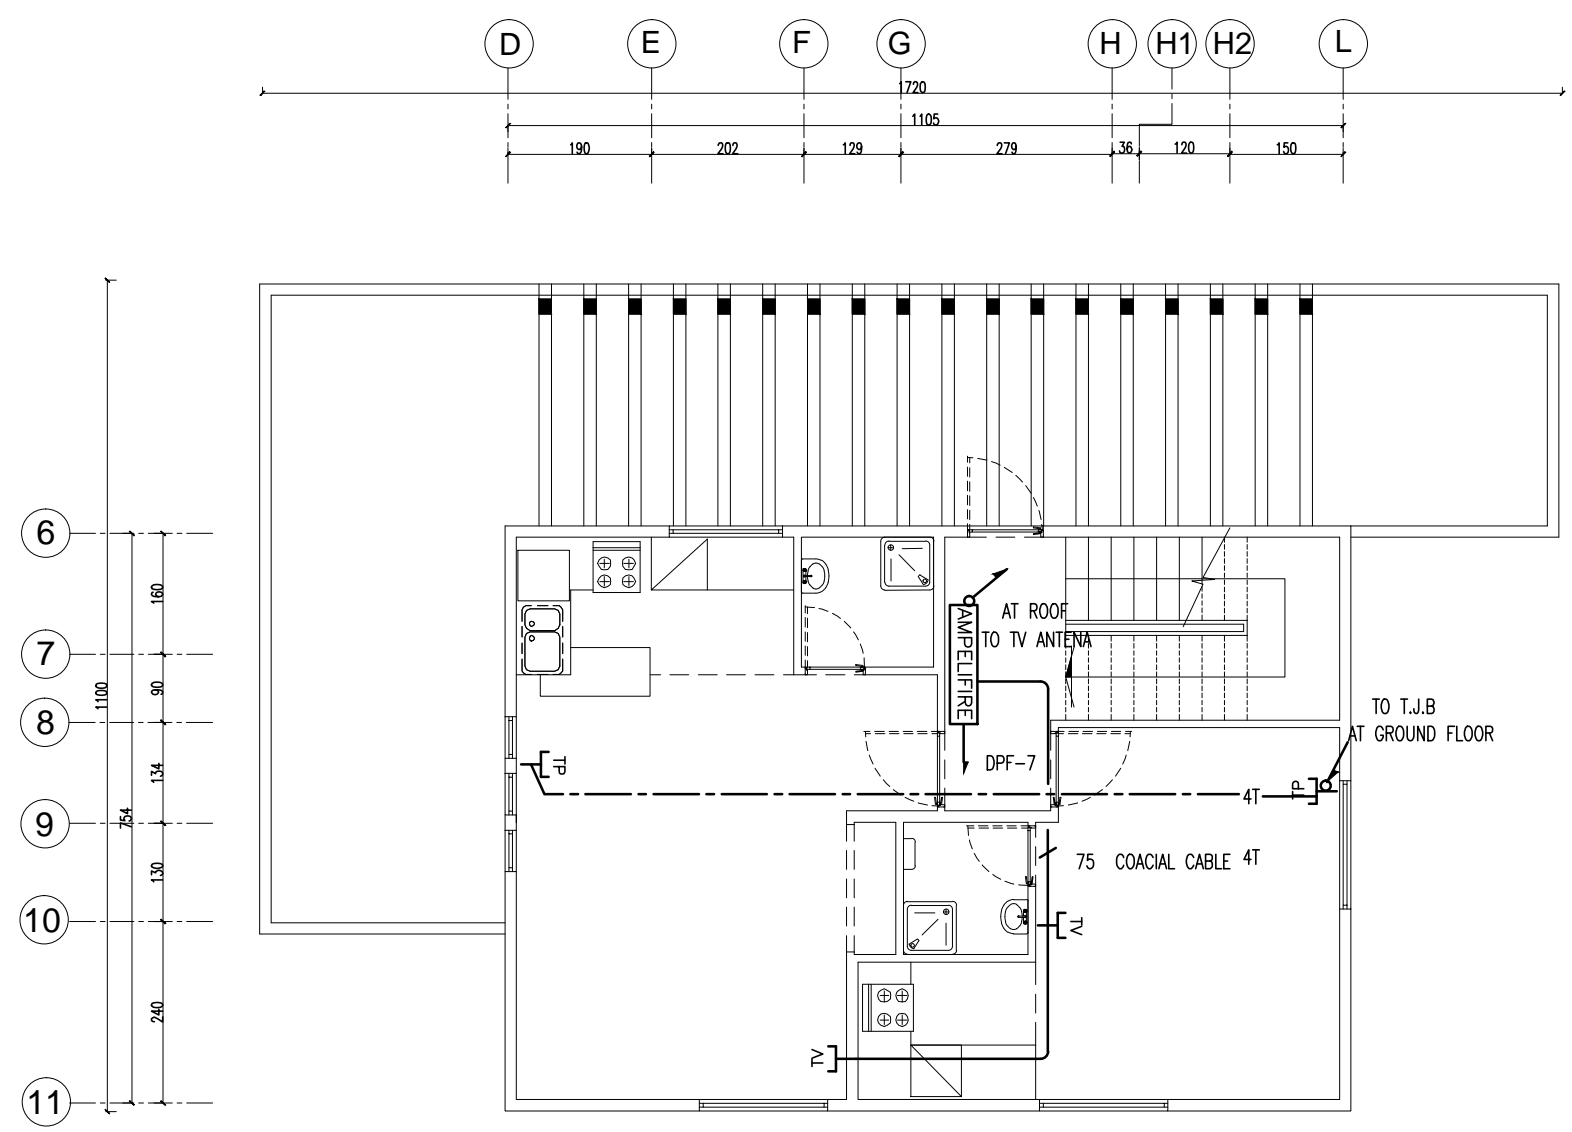 D E F G H H1 H2 L
1720
1105
190 202 129 279 36 120 150
6
7
8
9
10
11
1100
754
160
90
134
130
240
AMPELIFIRE
AT ROOF
TO TV ANTENA
TO T.J.B
AT GROUND FLOOR
DPF-7
TP
4T
TP
75 COACIAL CABLE 4T
TV
TV